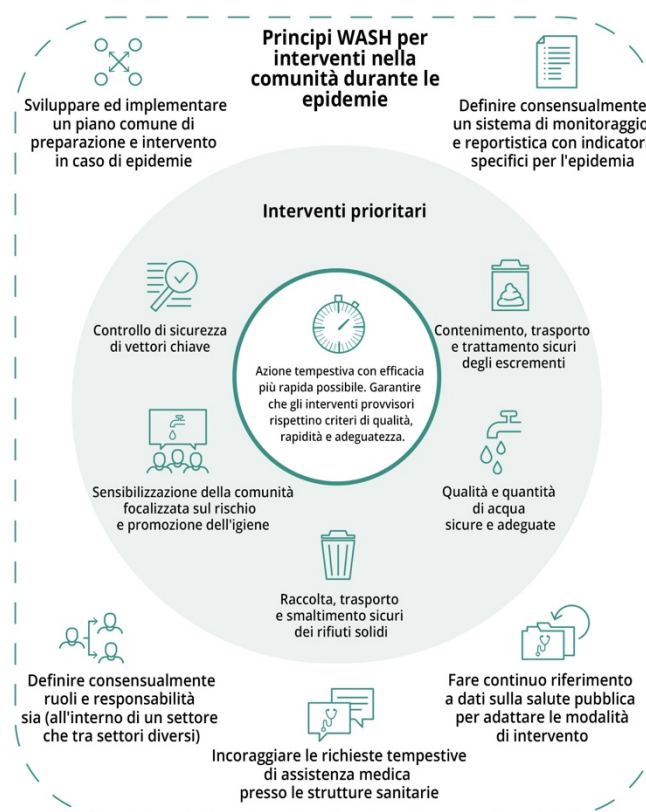 Principi WASH per
interventi nella
comunità durante le
epidemie
Sviluppare ed implementare
un piano comune di
preparazione e intervento
in caso di epidemie
Definire consensualmente
un sistema di monitoraggio
e reportistica con indicatori
specifici per l'epidemia
Interventi prioritari
Controllo di sicurezza
di vettori chiave
Contenimento, trasporto
e trattamento sicuri
degli escrementi
Azione tempestiva con efficacia
più rapida possibile. Garantire
che gli interventi provvisori
rispettino criteri di qualità,
rapidità e adeguatezza.
Sensibilizzazione della comunità
focalizzata sul rischio
e promozione dell'igiene
Qualità e quantità
di acqua
sicure e adeguate
Raccolta, trasporto
e smaltimento sicuri
dei rifiuti solidi
Definire consensualmente
ruoli e responsabilità
sia (all'interno di un settore
che tra settori diversi)
Incoraggiare le richieste tempestive
di assistenza medica
presso le strutture sanitarie
Fare continuo riferimento
a dati sulla salute pubblica
per adattare le modalità
di intervento